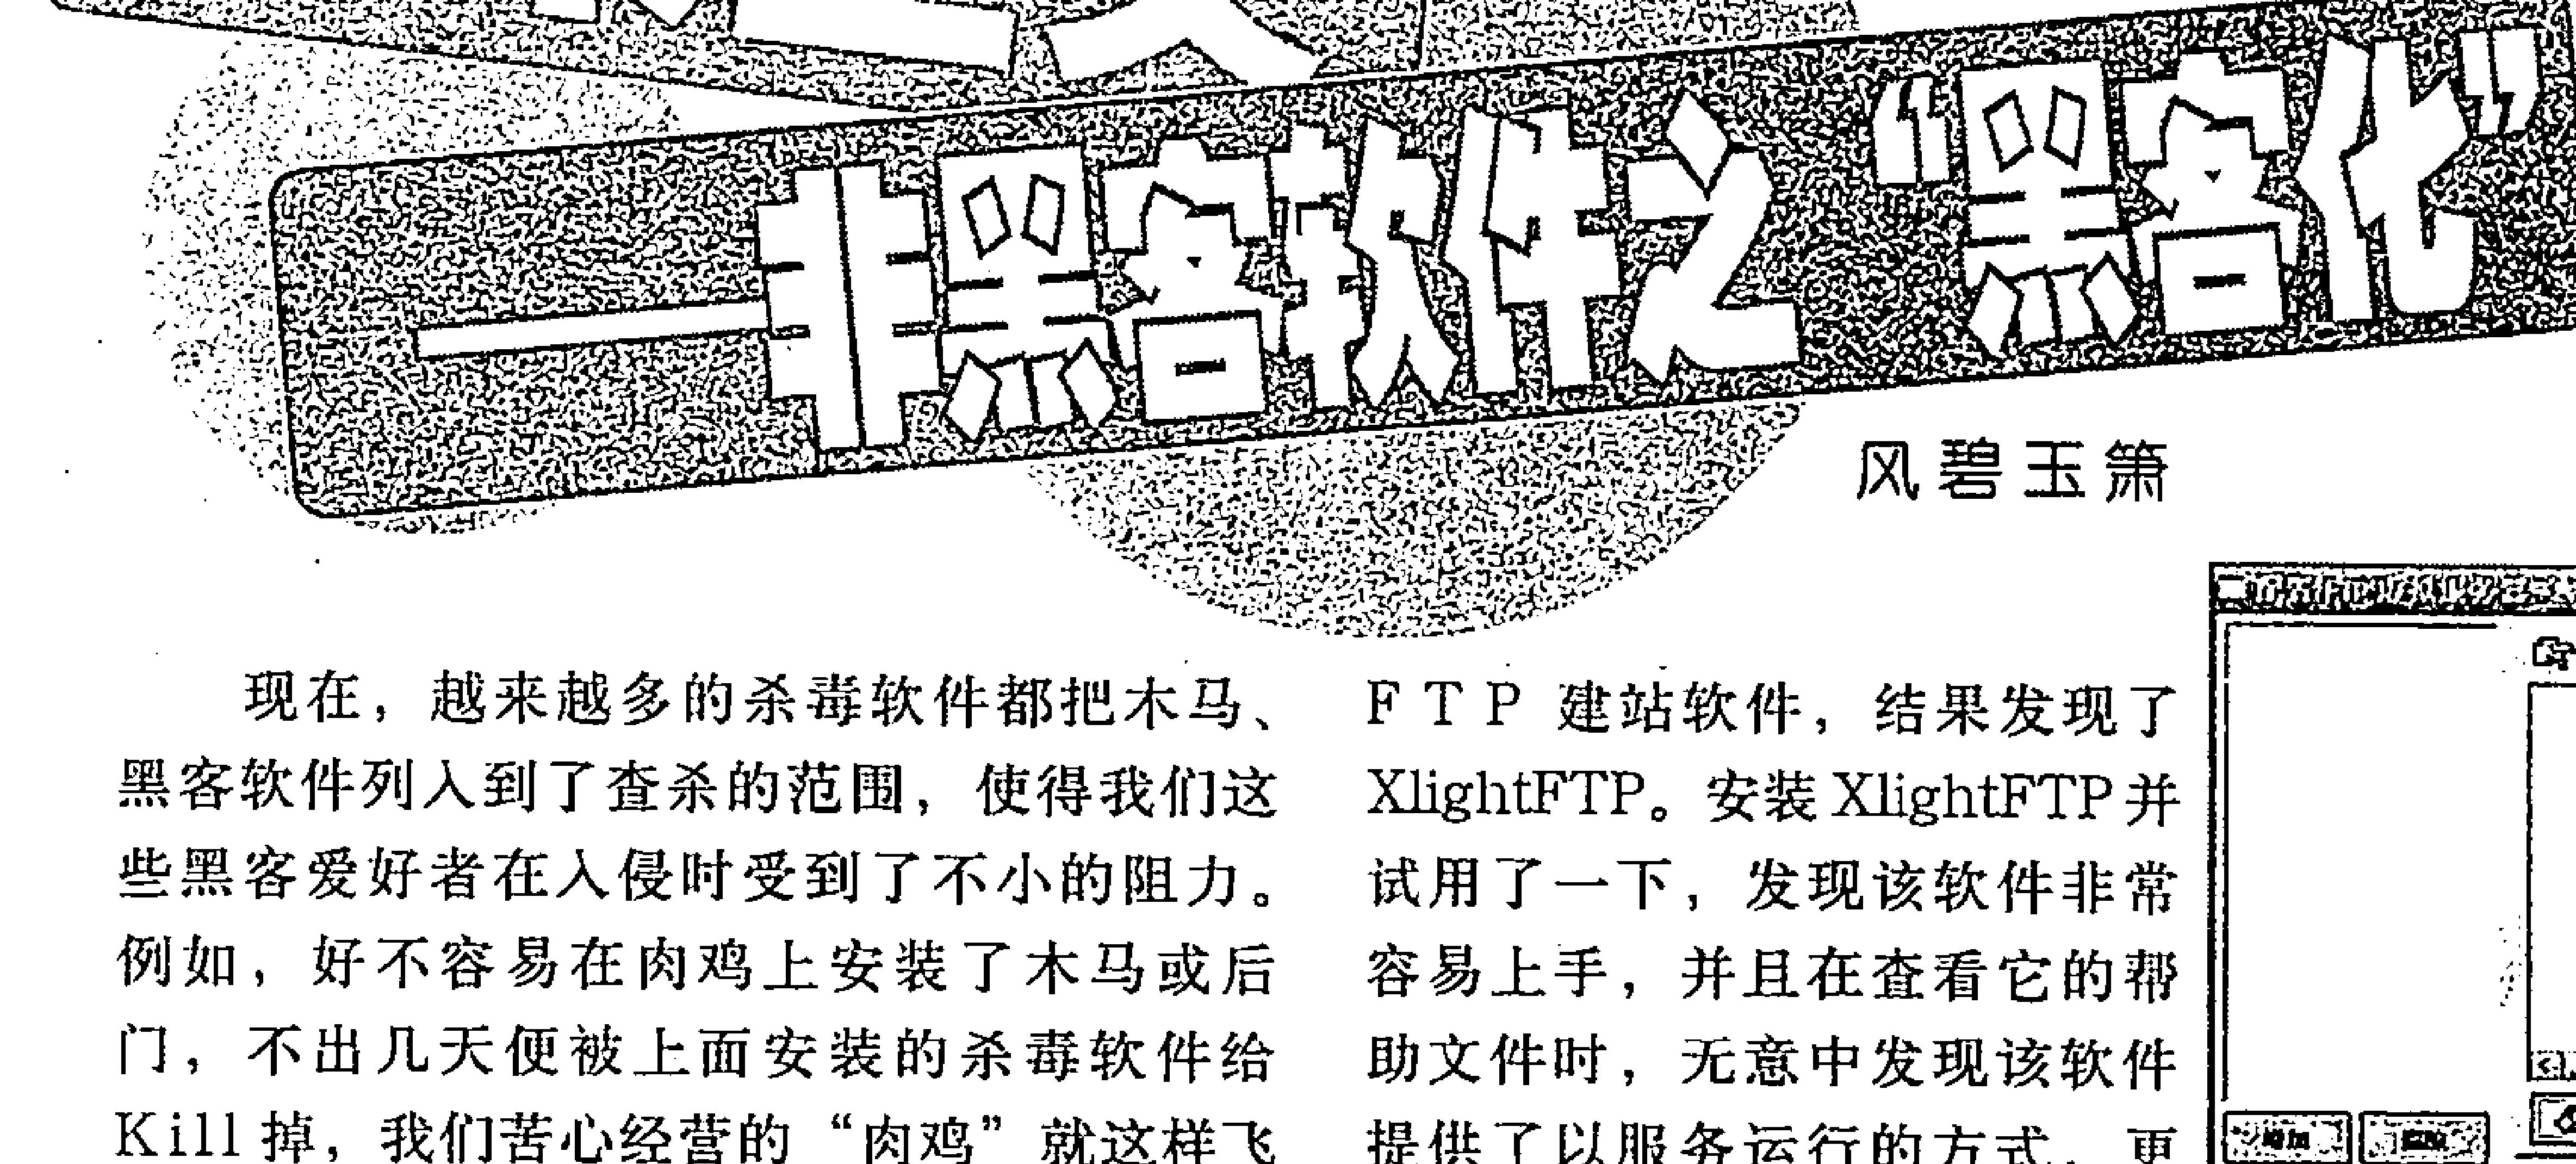 ——非黑客软件之“黑客化”
风碧玉箫
现在，越来越多的杀毒软件都把木马、
黑客软件列入到了查杀的范围，使得我们这
些黑客爱好者在入侵时受到了不小的阻力。
例如，好不容易在肉鸡上安装了木马或后
门，不出几天便被上面安装的杀毒软件给
Kill掉，我们苦心经营的“肉鸡”就这样飞
FTP 建站软件，结果发现了
XlightFTP。安装XlightFTP并
试用了一下，发现该软件非常
容易上手，并且在查看它的帮
助文件时，无意中发现该软件
提供了以服务运行的方式，更